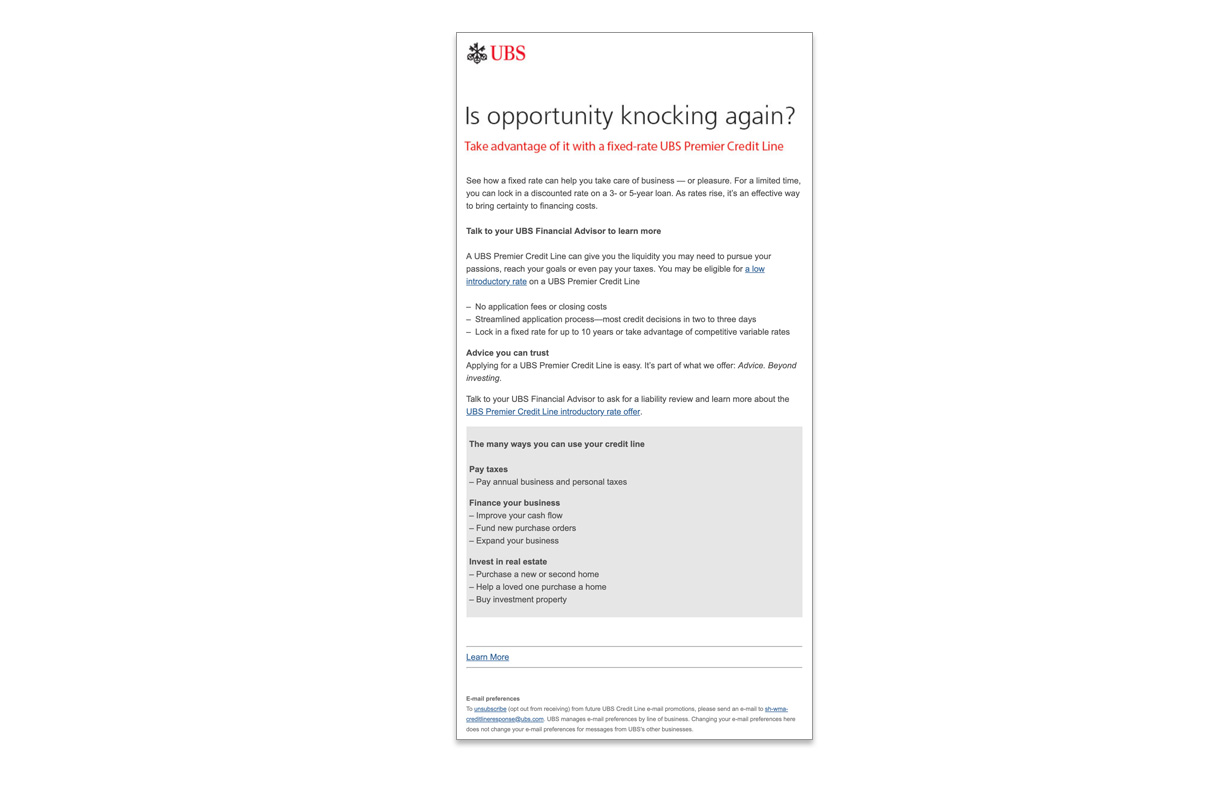 UBS
Is opportunity knocking again?
Take advantage of it with a fixed-rate UBS Premier Credit Line
See how a fixed rate can help you take care of business — or pleasure. For a limited time,
you can lock in a discounted rate on a 3- or 5-year loan. As rates rise, it's an effective way
to bring certainty to financing costs.
Talk to your UBS Financial Advisor to learn more
A UBS Premier Credit Line can give you the liquidity you may need to pursue your
passions, reach your goals or even pay your taxes. You may be eligible for a low
introductory rate on a UBS Premier Credit Line
– No application fees or closing costs
– Streamlined application process—most credit decisions in two to three days
– Lock in a fixed rate for up to 10 years or take advantage of competitive variable rates
Advice you can trust
Applying for a UBS Premier Credit Line is easy. It's part of what we offer: Advice. Beyond
investing.
Talk to your UBS Financial Advisor to ask for a liability review and learn more about the
UBS Premier Credit Line introductory rate offer.
The many ways you can use your credit line
Pay taxes
– Pay annual business and personal taxes
Finance your business
– Improve your cash flow
– Fund new purchase orders
– Expand your business
Invest in real estate
– Purchase a new or second home
– Help a loved one purchase a home
– Buy investment property
Learn More
E-mail preferences
To unsubscribe (opt out from receiving) from future UBS Credit Line e-mail promotions, please send an e-mail to sh-wma-
creditlineresponse@ubs.com. UBS manages e-mail preferences by line of business. Changing your e-mail preferences here
does not change your e-mail preferences for messages from UBS's other businesses.